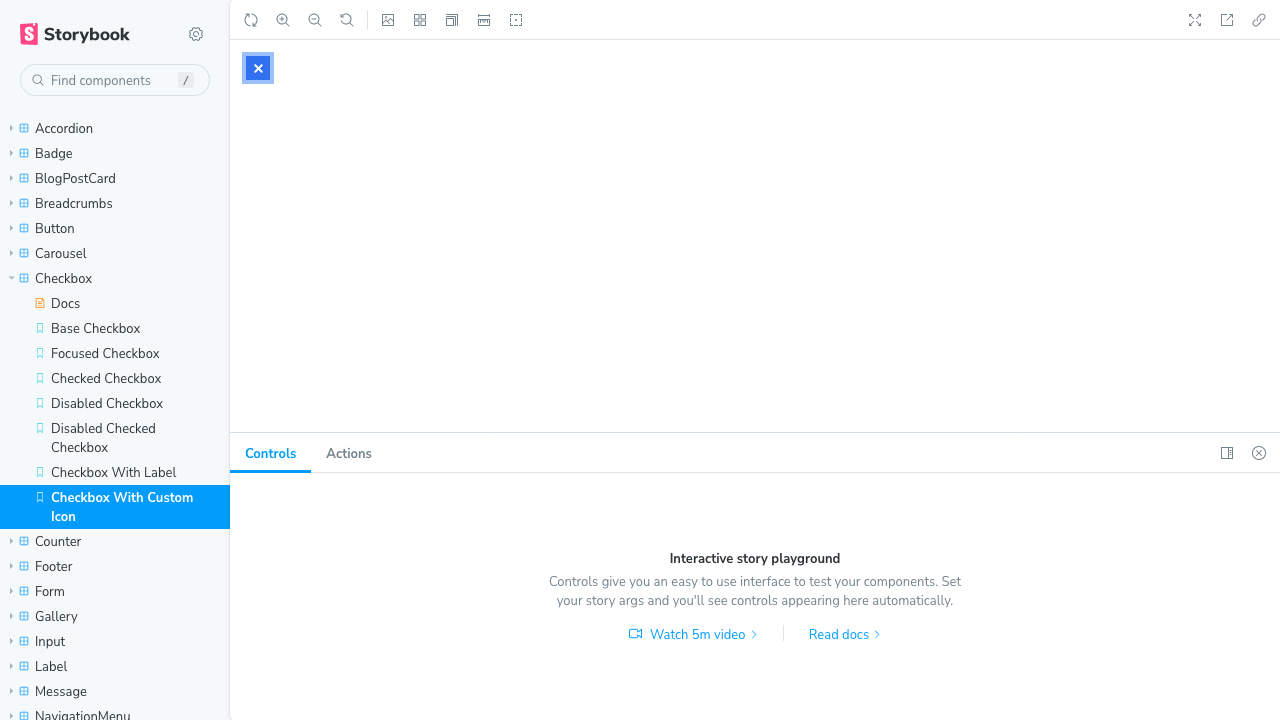 Storybook
Find components
/
Accordion
Badge
BlogPostCard
Breadcrumbs
Button
Carousel
Checkbox
Docs
Base Checkbox
Focused Checkbox
Checked Checkbox
Disabled Checkbox
Disabled Checked
Checkbox
Checkbox With Label
Checkbox With Custom
Icon
Counter
Footer
Form
Gallery
Input
Label
Message
NavigationMenu
Controls
Actions
Interactive story playground
Controls give you an easy to use interface to test your components. Set
your story args and you'll see controls appearing here automatically.
Watch 5m video
Read docs